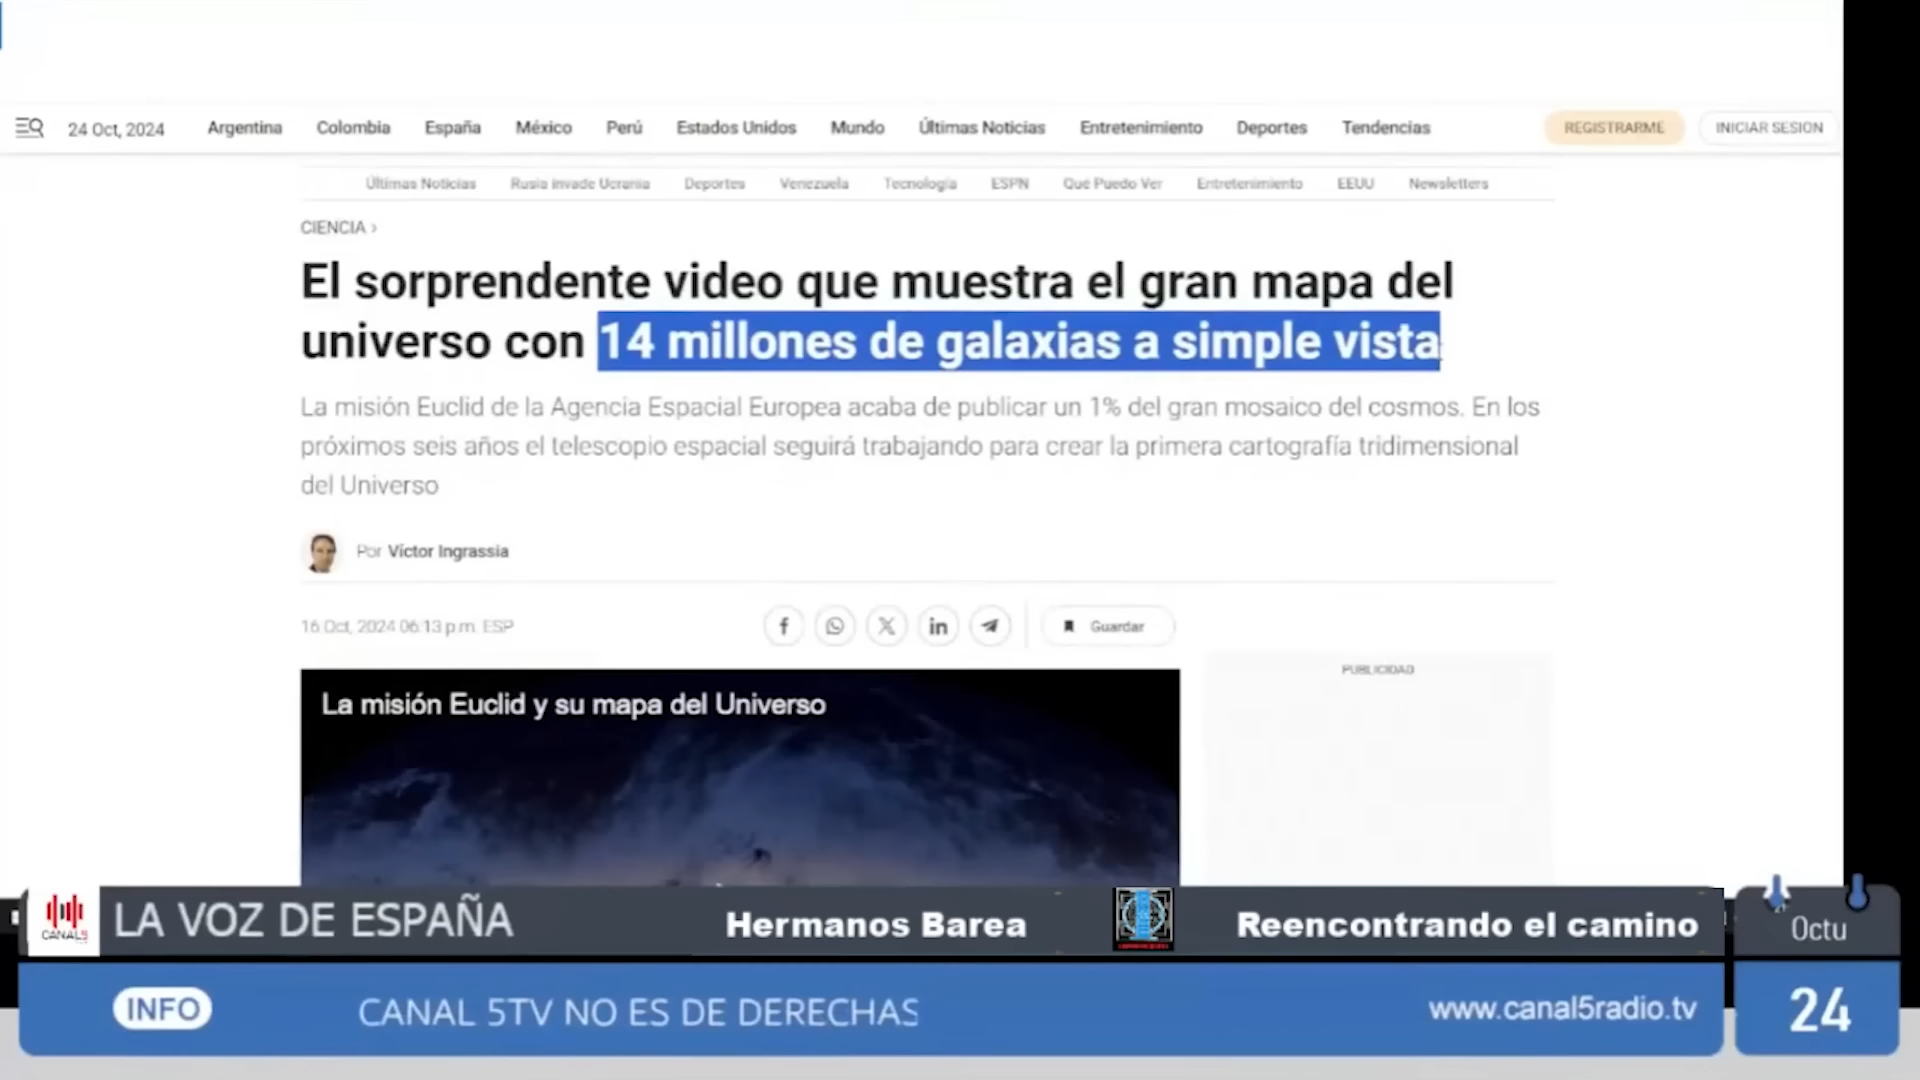 24 Oct, 2024 Argentina Colombia España México Perú Estados Unidos Mundo Últimas Noticias Entretenimiento Deportes Tendencias REGISTRARME INICIAR SESION
Últimas Noticias Rusia invade Ucrania Deportes Venezuela Tecnología ESPN Qué Puedo Ver Entretenimiento EEUU Newsletters
CIENCIA ›
El sorprendente video que muestra el gran mapa del
universo con 14 millones de galaxias a simple vista
La misión Euclid de la Agencia Espacial Europea acaba de publicar un 1% del gran mosaico del cosmos. En los
próximos seis años el telescopio espacial seguirá trabajando para crear la primera cartografía tridimensional
del Universo
Por Víctor Ingrassia
16 Oct, 2024 06:13 p.m. ESP
Guardar
PUBLICIDAD
La misión Euclid y su mapa del Universo
CANAL5
LA VOZ DE ESPAÑA
Hermanos Barea
Reencontrando el camino
Octu
24
INFO
CANAL 5TV NO ES DE DERECHAS
www.canal5radio.tv